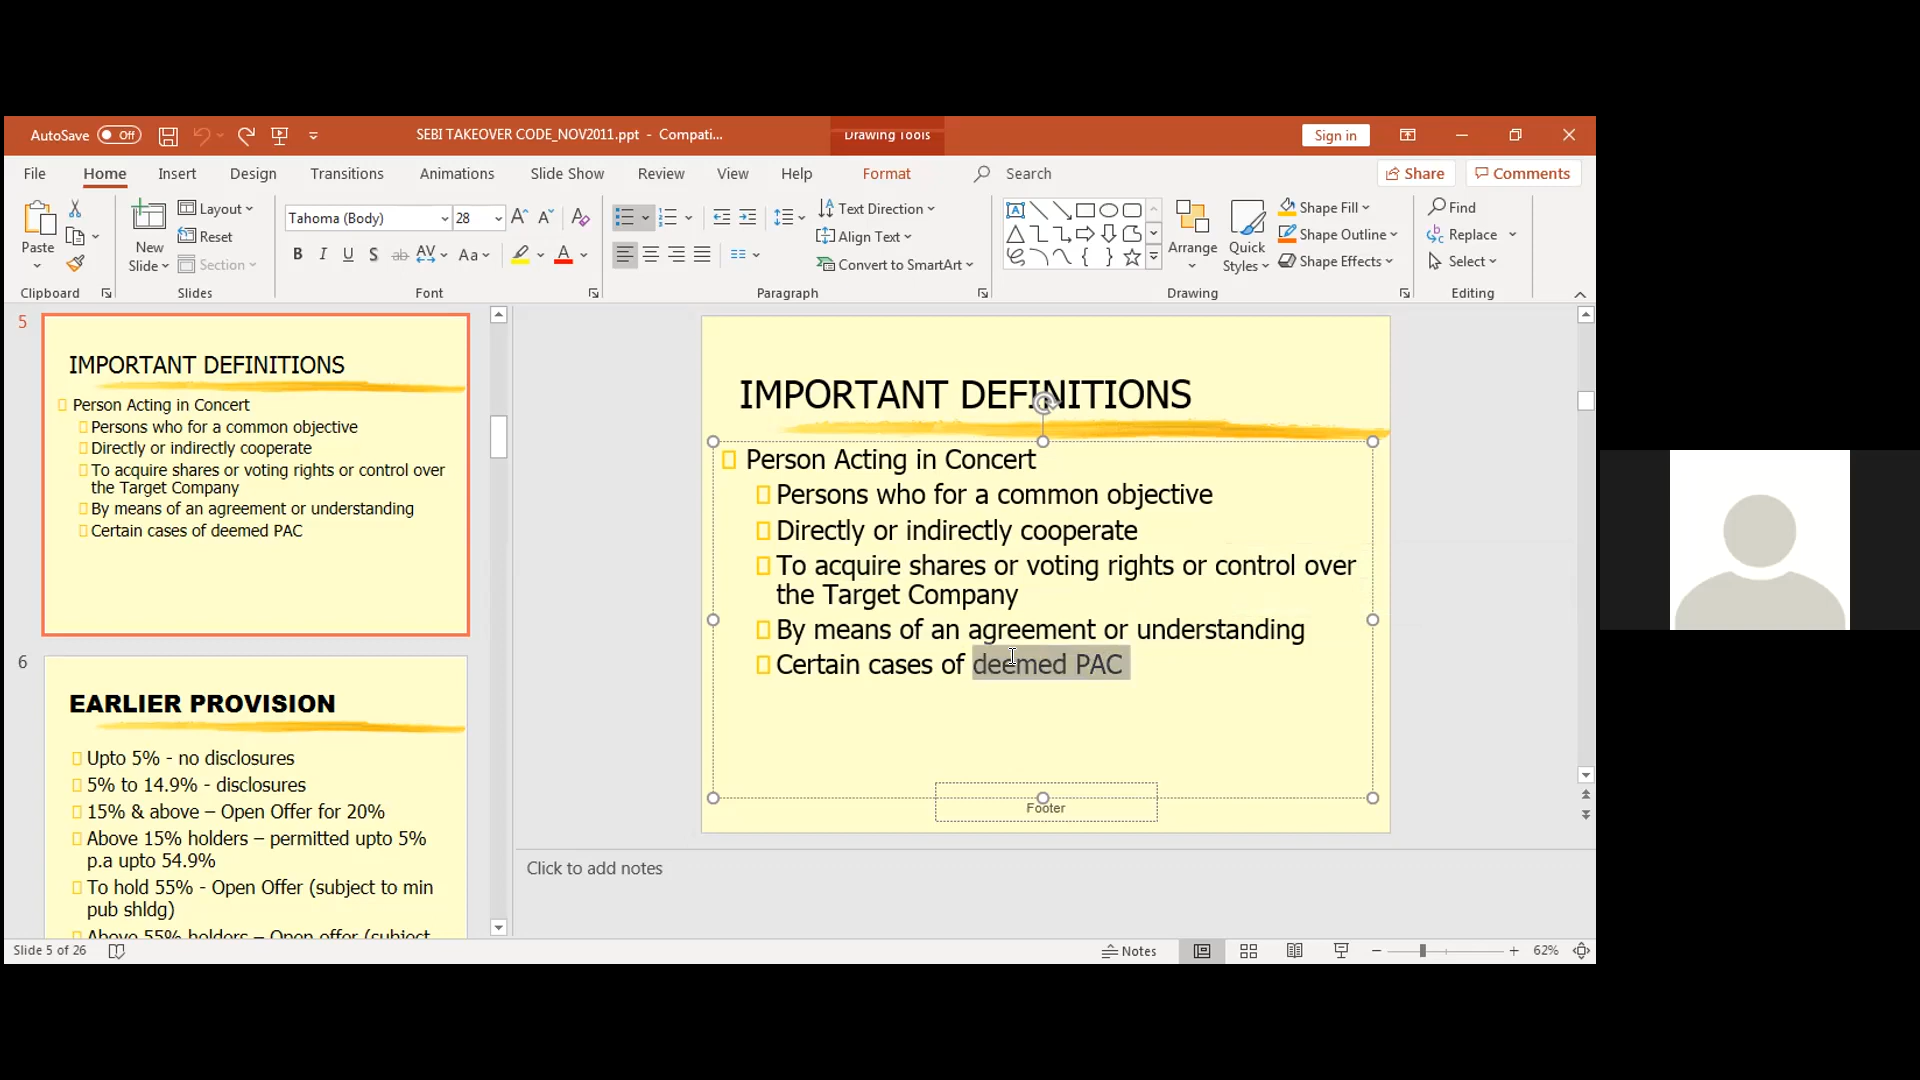 AutoSave Off SEBI TAKEOVER CODE_NOV2011.ppt - Compati... Drawing Tools Sign in
File Home Insert Design Transitions Animations Slide Show Review View Help Format Search Share Comments
Paste
New Slide
Layout
Reset
Section
Tahoma (Body) 28
Text Direction
Align Text
Convert to SmartArt
Arrange
Quick Styles
Shape Fill
Shape Outline
Shape Effects
Find
Replace
Select
Clipboard Slides Font Paragraph Drawing Editing
5
IMPORTANT DEFINITIONS
Person Acting in Concert
Persons who for a common objective
Directly or indirectly cooperate
To acquire shares or voting rights or control over
the Target Company
By means of an agreement or understanding
Certain cases of deemed PAC
6
EARLIER PROVISION
Upto 5% - no disclosures
5% to 14.9% - disclosures
15% & above – Open Offer for 20%
Above 15% holders – permitted upto 5%
p.a upto 54.9%
To hold 55% - Open Offer (subject to min
pub shldg)
Above 55% holders – Open offer (subject
IMPORTANT DEFINITIONS
Person Acting in Concert
Persons who for a common objective
Directly or indirectly cooperate
To acquire shares or voting rights or control over
the Target Company
By means of an agreement or understanding
Certain cases of deemed PAC
Footer
Click to add notes
Slide 5 of 26 Notes 62%